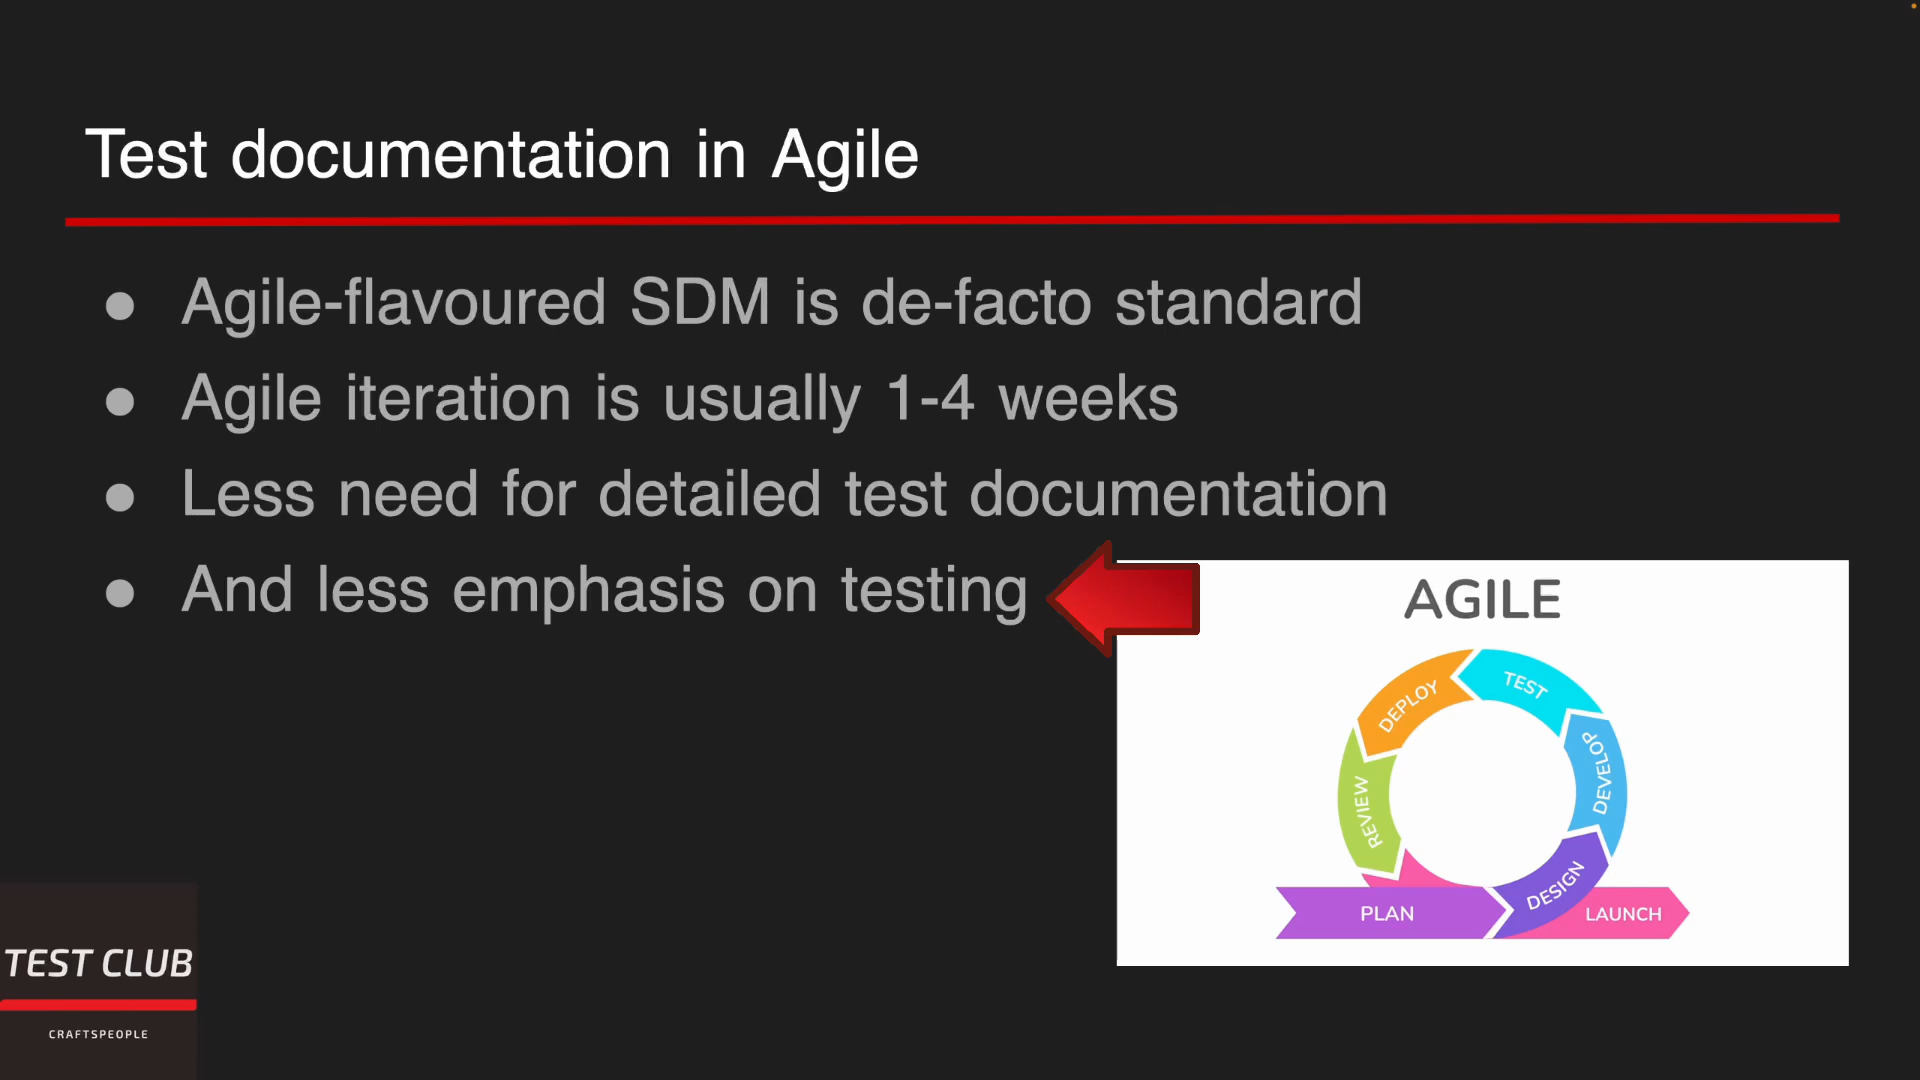 Test documentation in Agile
● Agile-flavoured SDM is de-facto standard
● Agile iteration is usually 1-4 weeks
● Less need for detailed test documentation
● And less emphasis on testing
AGILE
TEST
DEPLOY
DEVELOP
REVIEW
DESIGN
PLAN
LAUNCH
TEST CLUB
CRAFTSPEOPLE